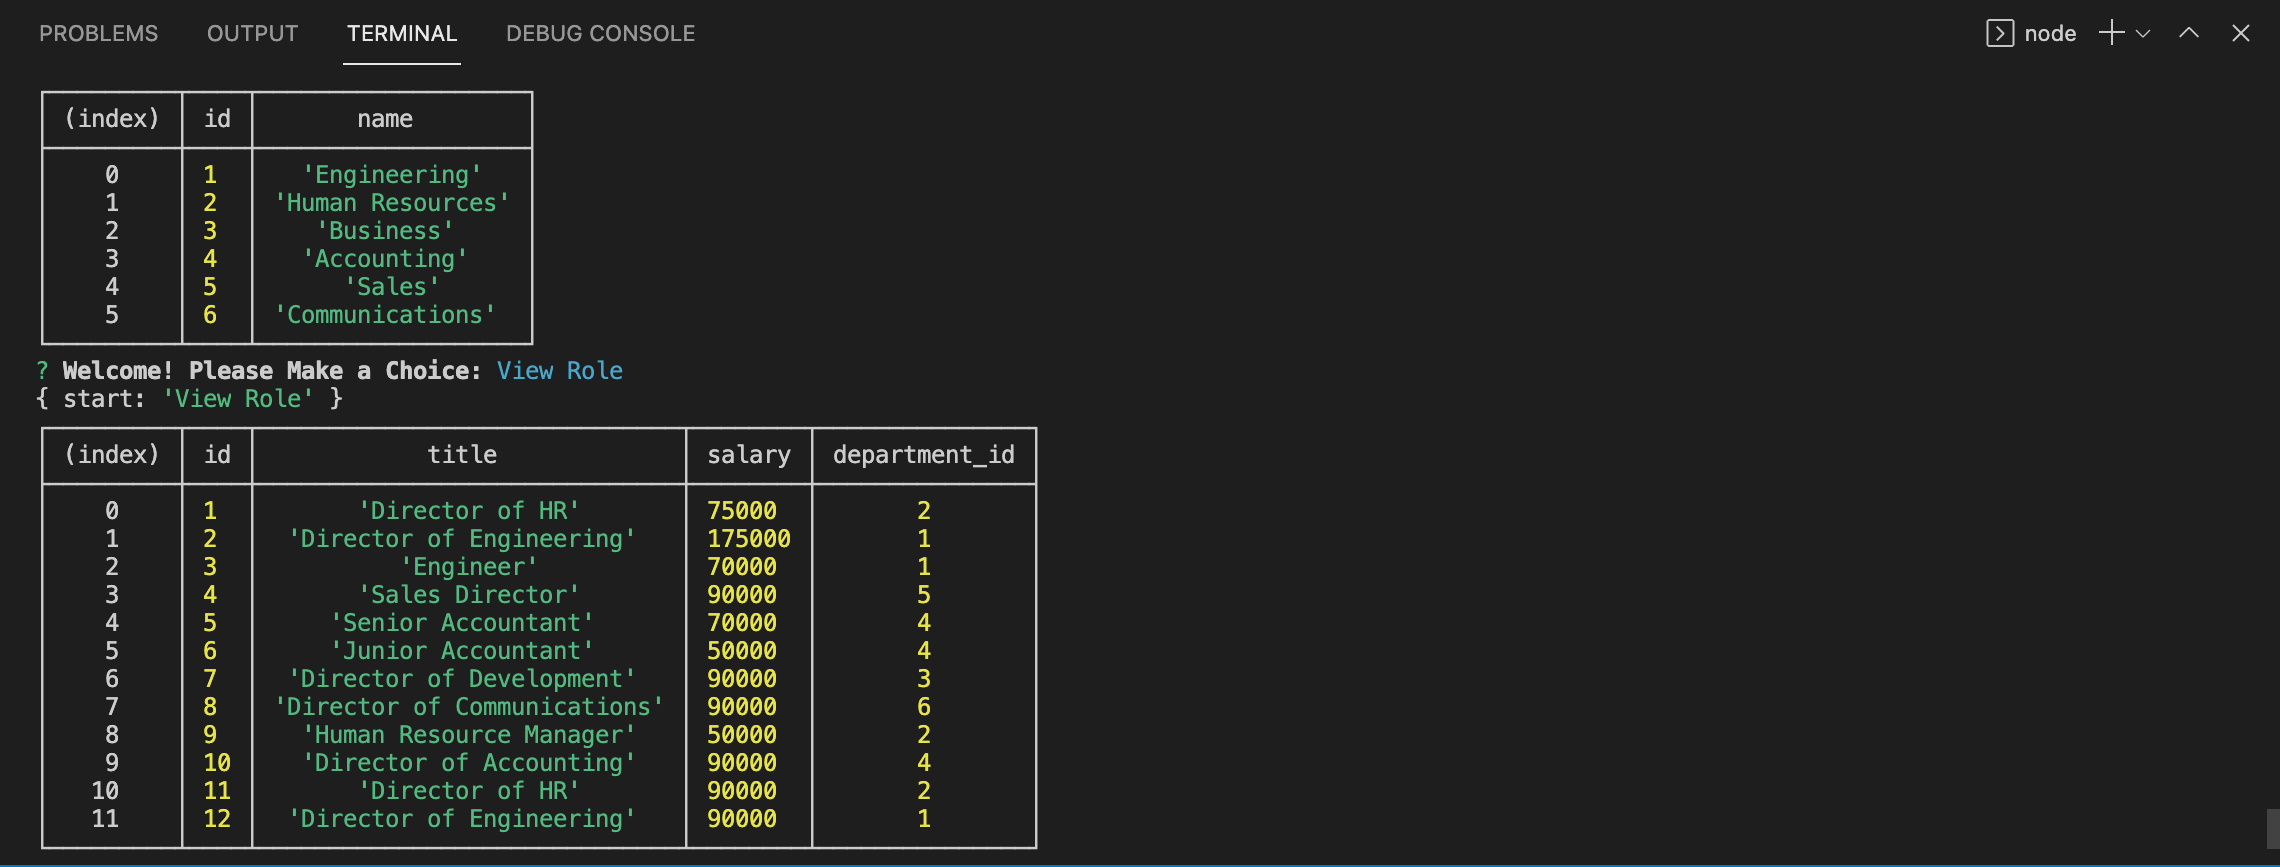 PROBLEMS OUTPUT TERMINAL DEBUG CONSOLE node
(index) id name
0 1 'Engineering'
1 2 'Human Resources'
2 3 'Business'
3 4 'Accounting'
4 5 'Sales'
5 6 'Communications'
? Welcome! Please Make a Choice: View Role
{ start: 'View Role' }
(index) id title salary department_id
0 1 'Director of HR' 75000 2
1 2 'Director of Engineering' 175000 1
2 3 'Engineer' 70000 1
3 4 'Sales Director' 90000 5
4 5 'Senior Accountant' 70000 4
5 6 'Junior Accountant' 50000 4
6 7 'Director of Development' 90000 3
7 8 'Director of Communications' 90000 6
8 9 'Human Resource Manager' 50000 2
9 10 'Director of Accounting' 90000 4
10 11 'Director of HR' 90000 2
11 12 'Director of Engineering' 90000 1